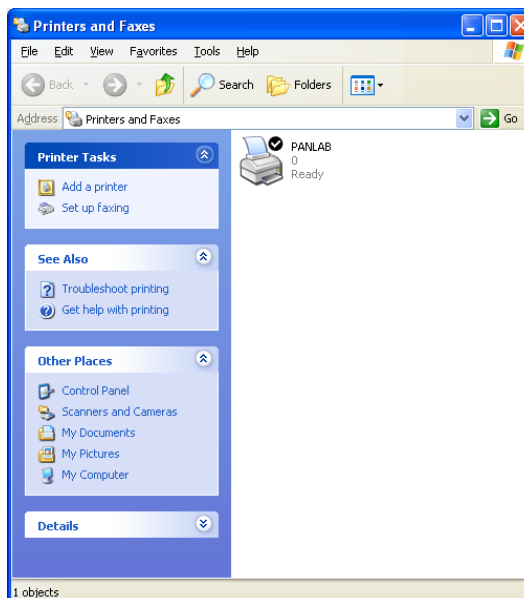 Printers and Faxes
File Edit View Favorites Tools Help
Back Search Folders
Address Printers and Faxes Go
Printer Tasks
Add a printer
Set up faxing
See Also
Troubleshoot printing
Get help with printing
Other Places
Control Panel
Scanners and Cameras
My Documents
My Pictures
My Computer
Details
PANLAB
0
Ready
1 objects